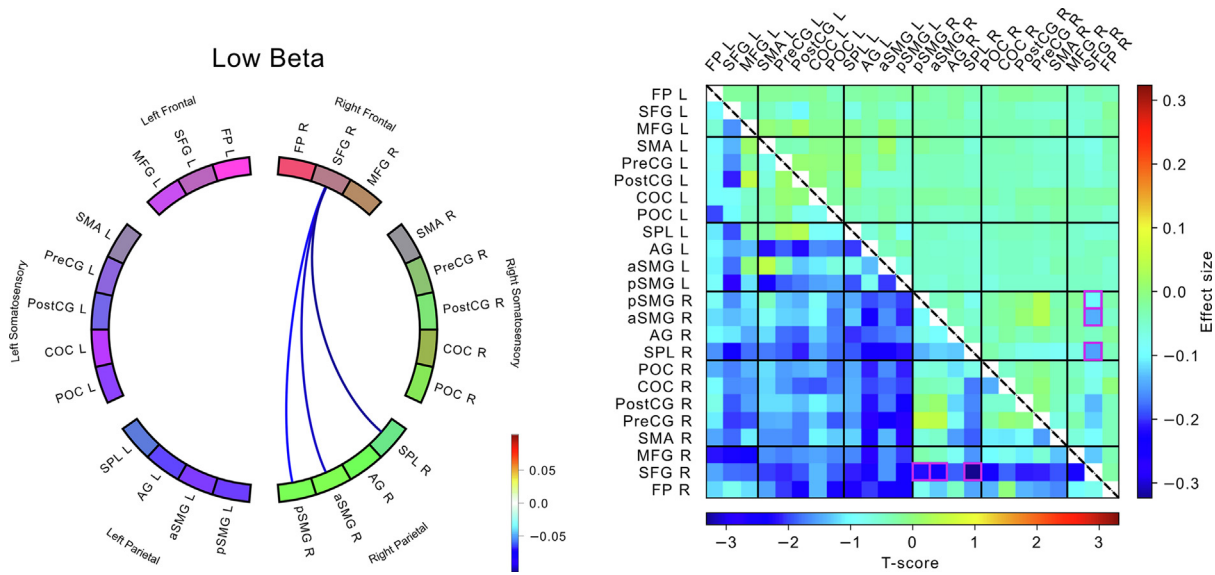 Low Beta
Left Frontal
Right Frontal
MFG L
SFG L
FP L
FP R
SFG R
MFG R
SMA L
PreCG L
PostCG L
COC L
POC L
Left Somatosensory
SMA R
PreCG R
PostCG R
COC R
POC R
Right Somatosensory
SPL L
AG L
aSMG L
pSMG L
Left Parietal
pSMG R
aSMG R
AG R
SPL R
Right Parietal
0.05
0.00
−0.05
FP L
SFG L
MFG L
SMA L
PreCG L
PostCG L
COC L
POC L
SPL L
AG L
aSMG L
pSMG L
pSMG R
aSMG R
AG R
SPL R
POC R
COC R
PostCG R
PreCG R
SMA R
MFG R
SFG R
FP R
FP L
SFG L
MFG L
SMA L
PreCG L
PostCG L
COC L
POC L
SPL L
AG L
aSMG L
pSMG L
pSMG R
aSMG R
AG R
SPL R
POC R
COC R
PostCG R
PreCG R
SMA R
MFG R
SFG R
FP R
0.3
0.2
0.1
0.0
−0.1
−0.2
−0.3
Effect size
−3 −2 −1 0 1 2 3
T-score